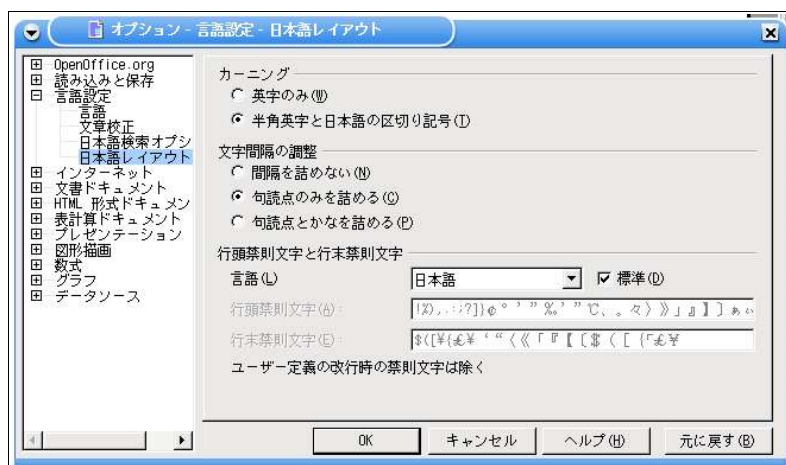 オプション - 言語設定 - 日本語レイアウト
OpenOffice.org
読み込みと保存
言語設定
言語
文章校正
日本語検索オプシ
日本語レイアウト
インターネット
文書ドキュメント
HTML 形式ドキュメン
表計算ドキュメント
プレゼンテーション
図形描画
数式
グラフ
データソース
カーニング
英字のみ(W)
半角英字と日本語の区切り記号(I)
文字間隔の調整
間隔を詰めない(N)
句読点のみを詰める(C)
句読点とかなを詰める(P)
行頭禁則文字と行末禁則文字
言語(L)
日本語
標準(D)
行頭禁則文字(A):
!%),.:;?]}¢°’”‰’”℃、。々〉》」』】〕ぁぃ
行末禁則文字(E):
$([¥{£¥‘“〈《「『【〔$([{「£¥
ユーザー定義の改行時の禁則文字は除く
OK
キャンセル
ヘルプ(H)
元に戻す(B)